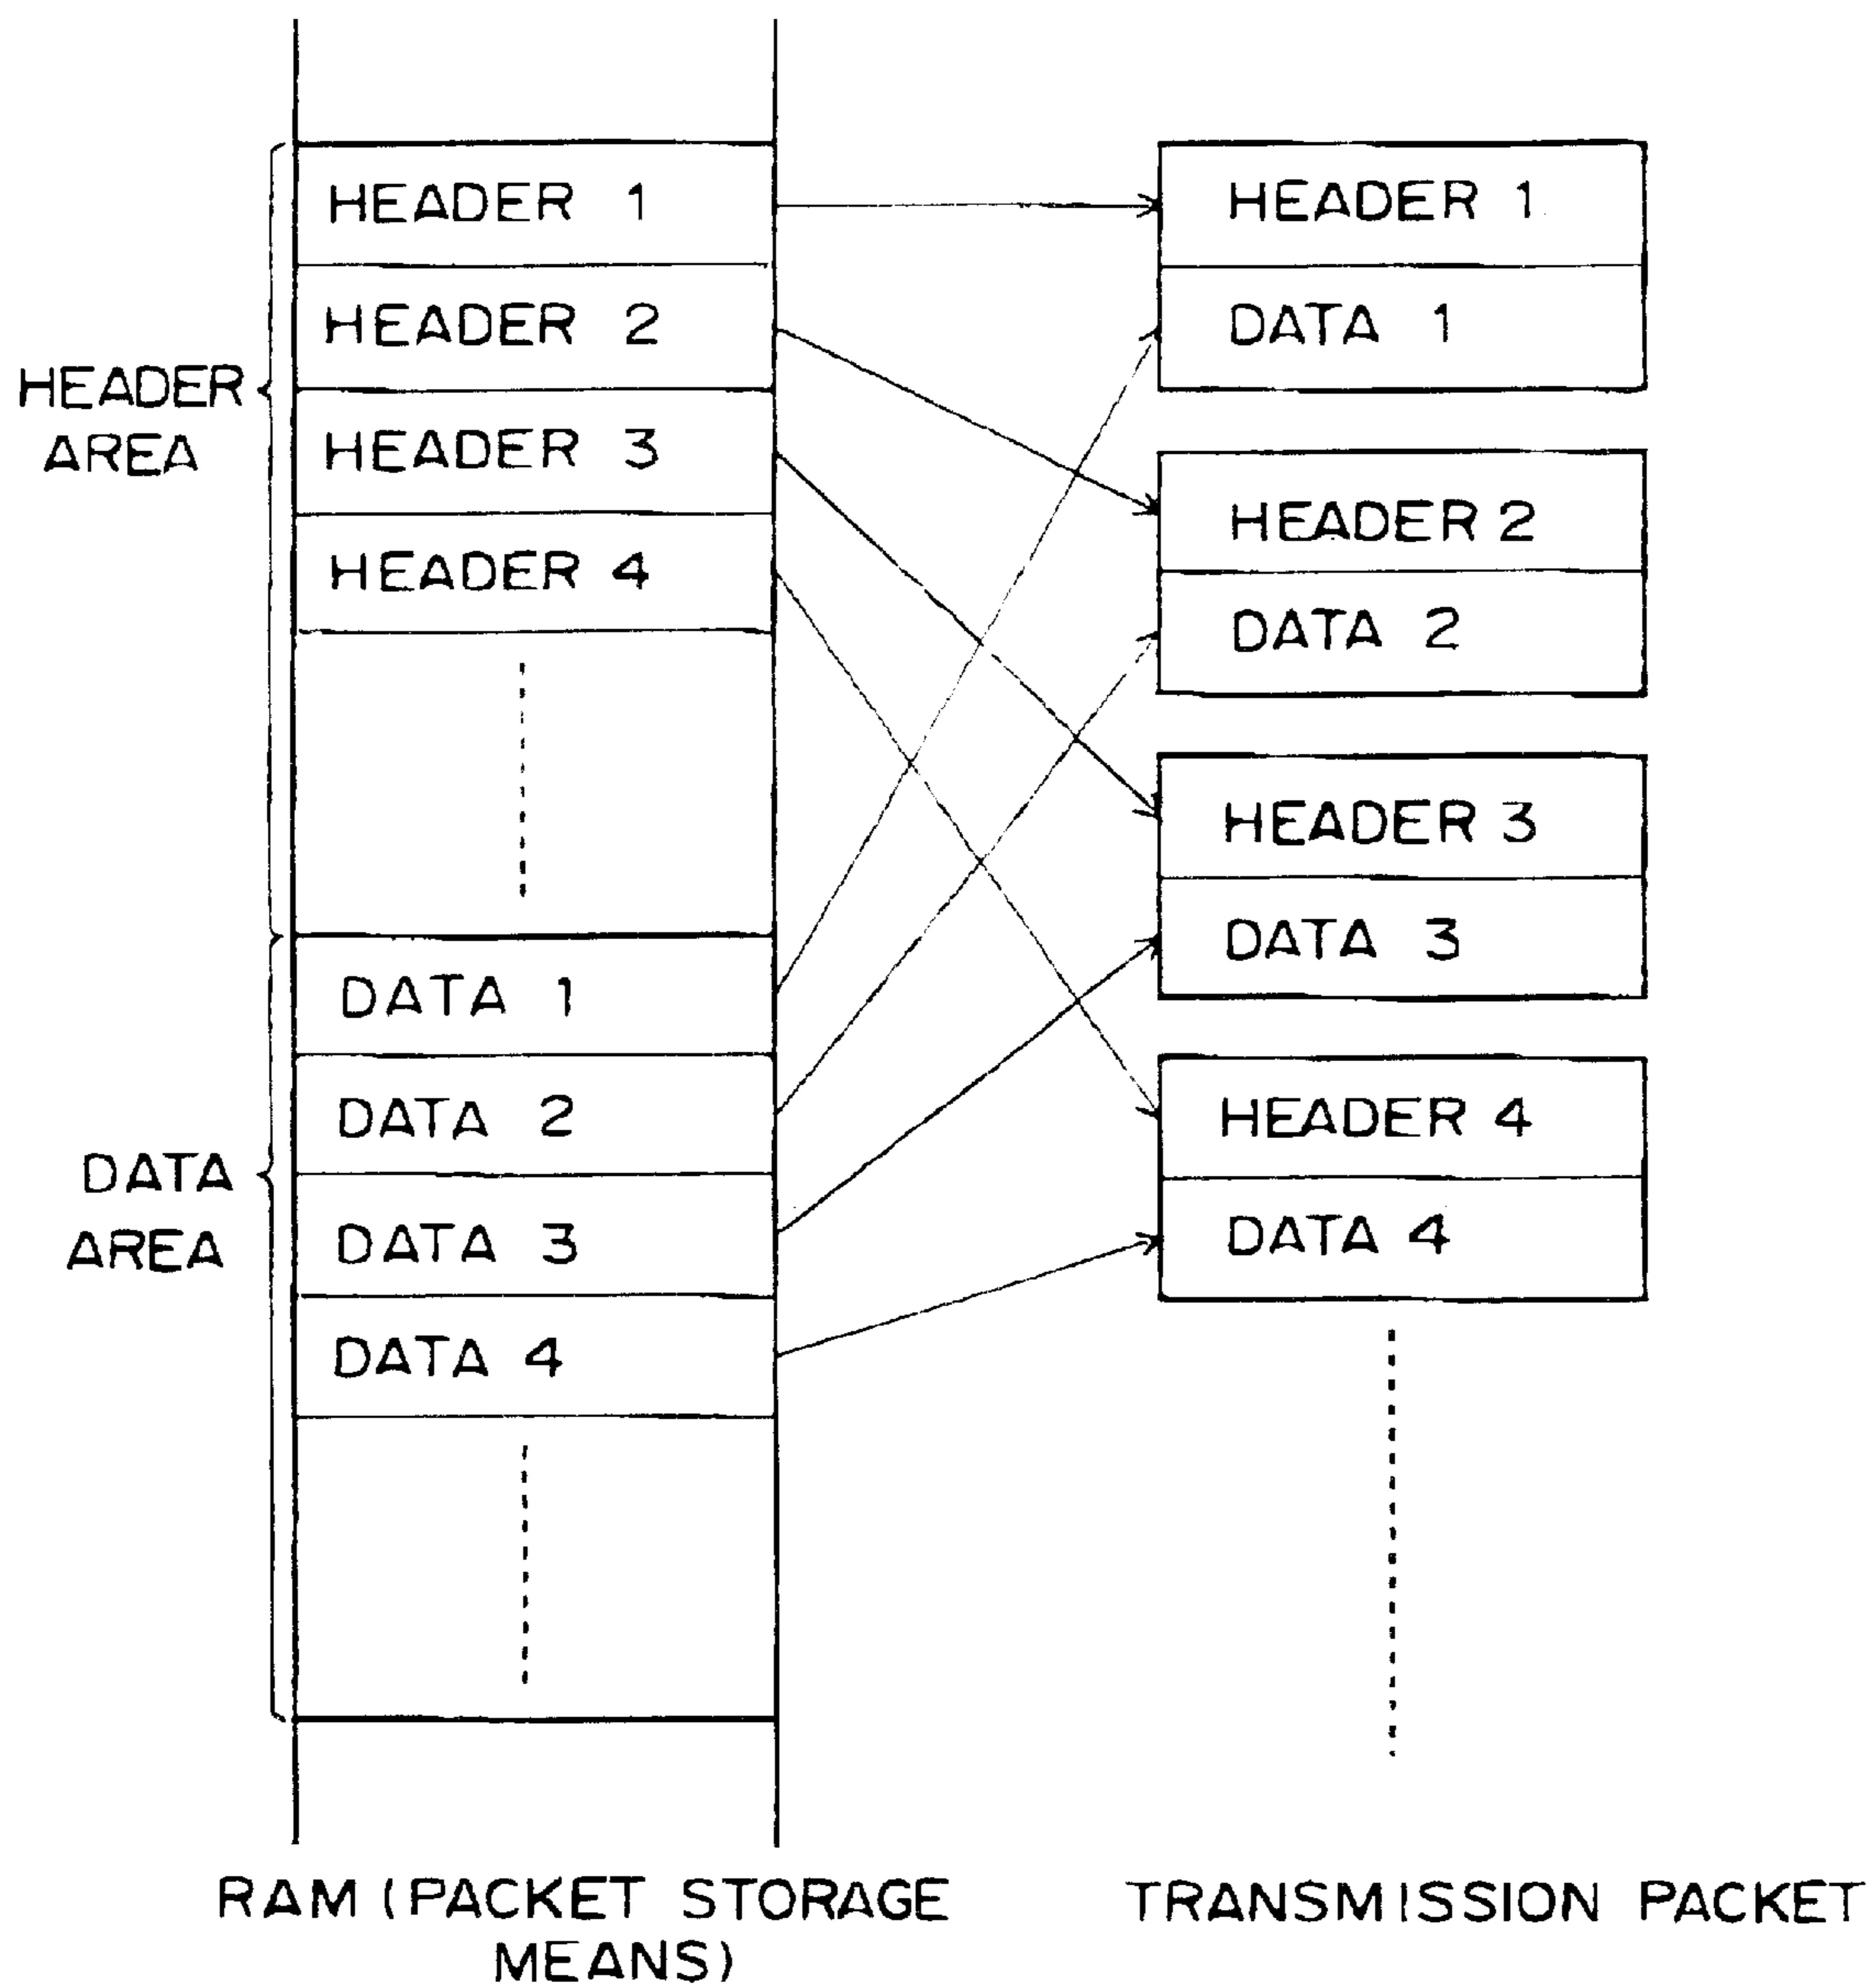 HEADER
AREA
HEADER 1
HEADER 2
HEADER 3
HEADER 4
DATA
AREA
DATA 1
DATA 2
DATA 3
DATA 4
RAM (PACKET STORAGE
MEANS)
HEADER 1
DATA 1
HEADER 2
DATA 2
HEADER 3
DATA 3
HEADER 4
DATA 4
TRANSMISSION PACKET